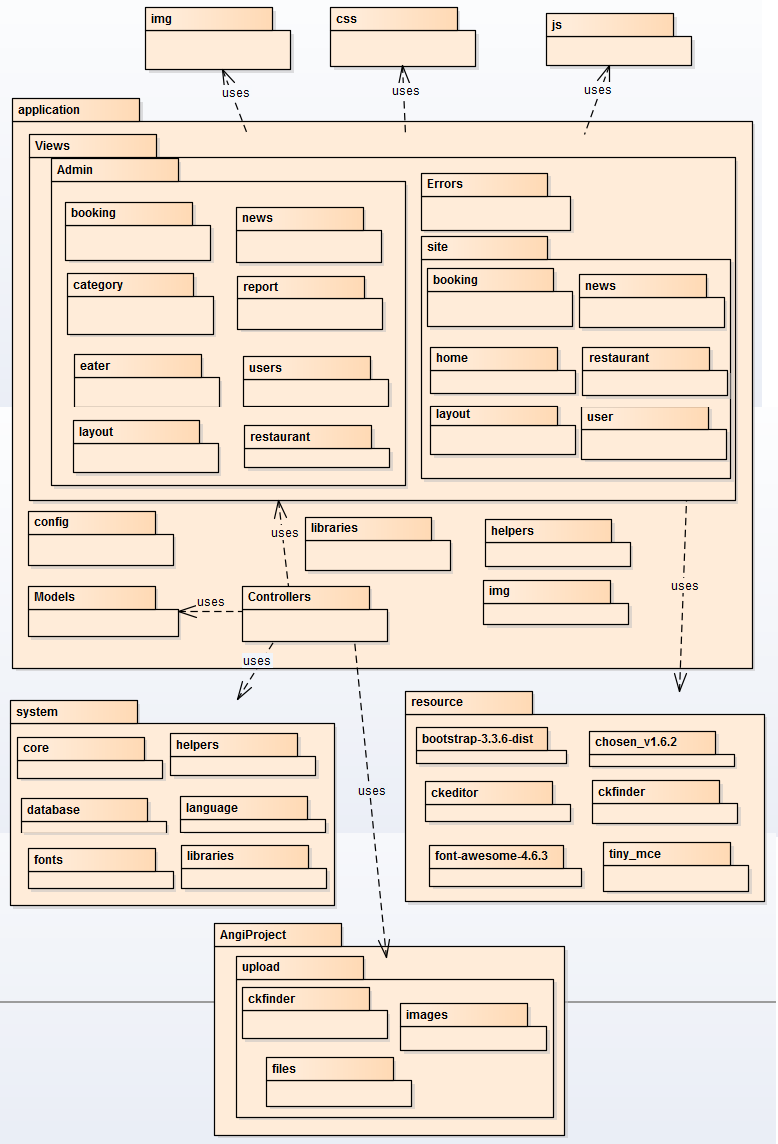 img
css
js
uses
uses
uses
application
Views
Admin
booking
news
category
report
eater
users
layout
restaurant
Errors
site
booking
news
home
restaurant
layout
user
config
uses
libraries
helpers
Models
uses
Controllers
img
uses
uses
system
core
helpers
database
language
fonts
libraries
uses
resource
bootstrap-3.3.6-dist
chosen_v1.6.2
ckeditor
ckfinder
font-awesome-4.6.3
tiny_mce
AngiProject
upload
ckfinder
images
files